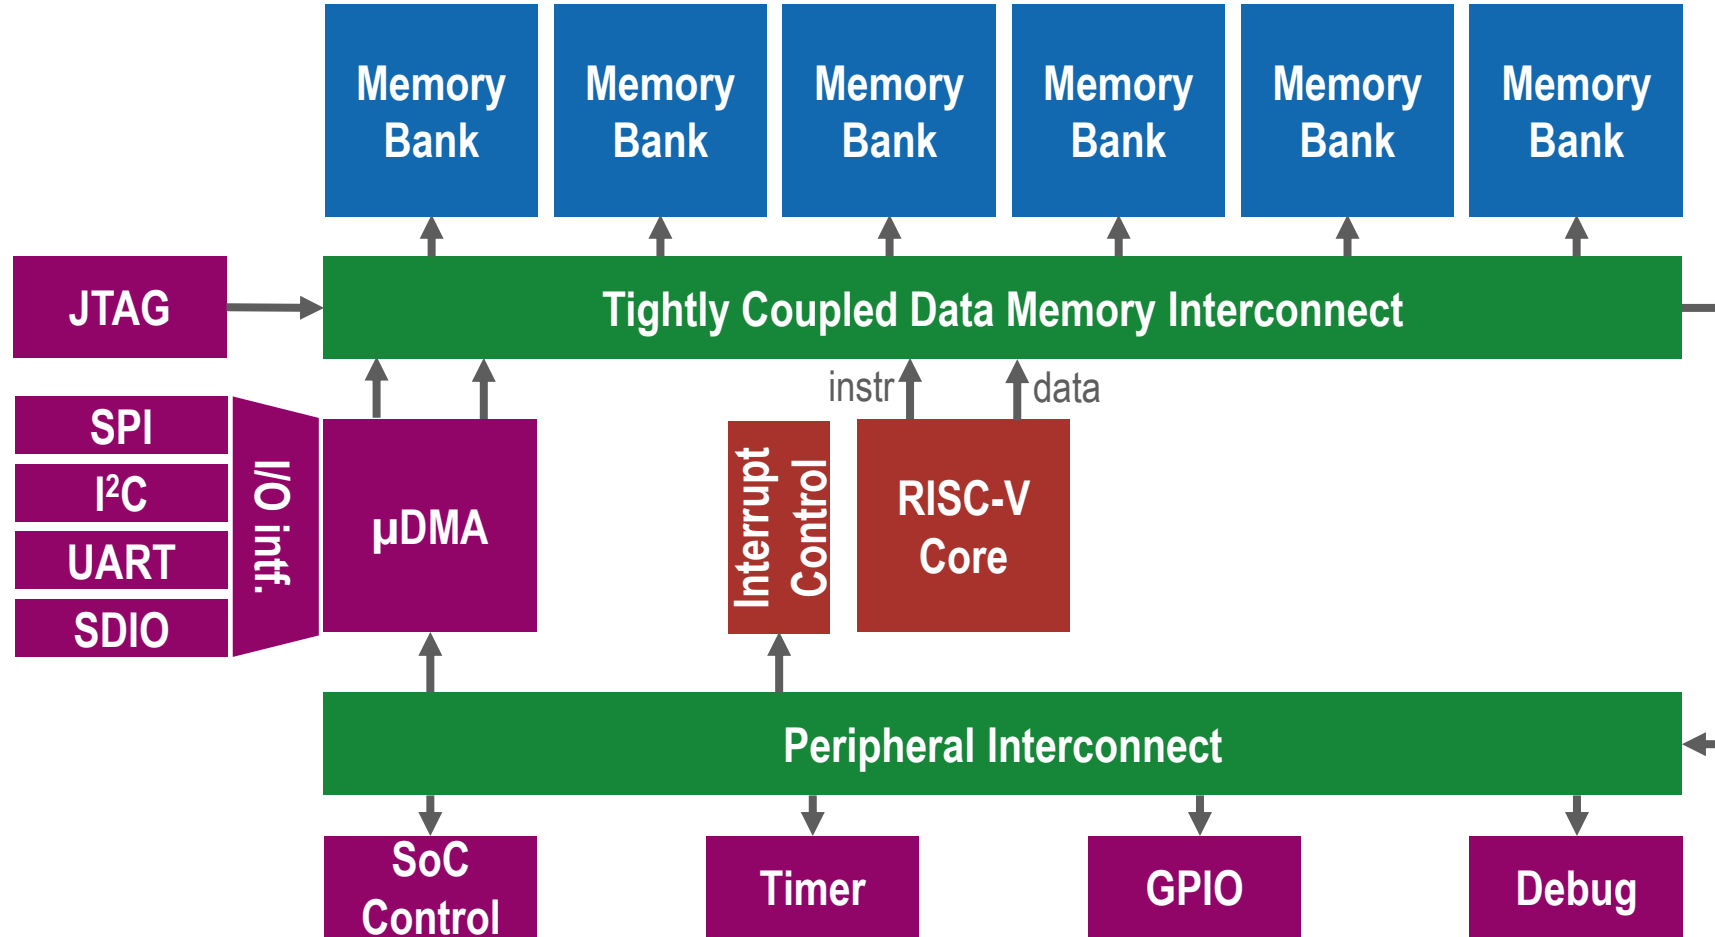 Memory
Bank
Memory
Bank
Memory
Bank
Memory
Bank
Memory
Bank
Memory
Bank
JTAG
Tightly Coupled Data Memory Interconnect
instr
data
SPI
I²C
UART
SDIO
I/O intf.
µDMA
Interrupt
Control
RISC-V
Core
Peripheral Interconnect
SoC
Control
Timer
GPIO
Debug